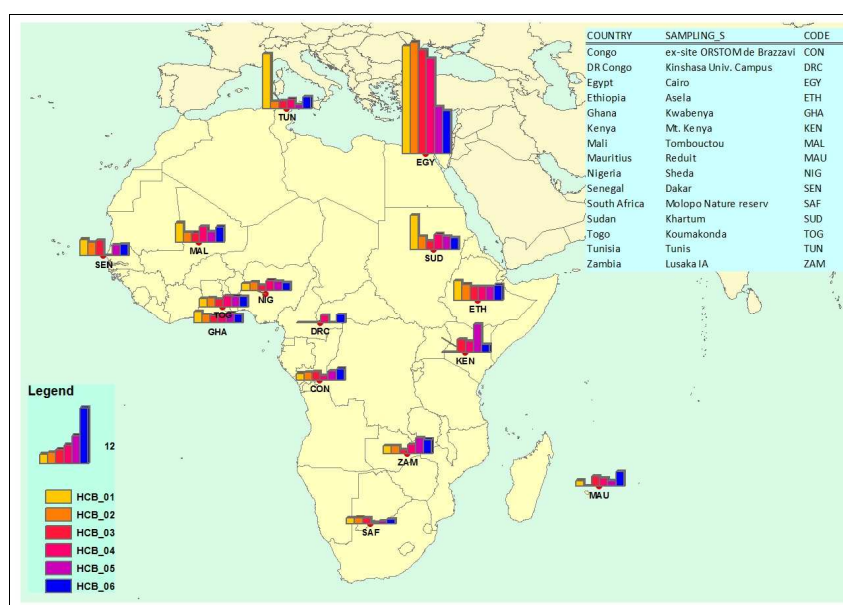 COUNTRY SAMPLING_S CODE
Congo ex-site ORSTOM de Brazzavi CON
DR Congo Kinshasa Univ. Campus DRC
Egypt Cairo EGY
Ethiopia Asela ETH
Ghana Kwabenya GHA
Kenya Mt. Kenya KEN
Mali Tombouctou MAL
Mauritius Reduit MAU
Nigeria Sheda NIG
Senegal Dakar SEN
South Africa Molopo Nature reserv SAF
Sudan Khartum SUD
Togo Koumakonda TOG
Tunisia Tunis TUN
Zambia Lusaka IA ZAM
TUN
EGY
MAL
SEN
SUD
NIG
TOG
GHA
DRC
ETH
KEN
CON
ZAM
MAU
SAF
Legend
12
HCB_01
HCB_02
HCB_03
HCB_04
HCB_05
HCB_06